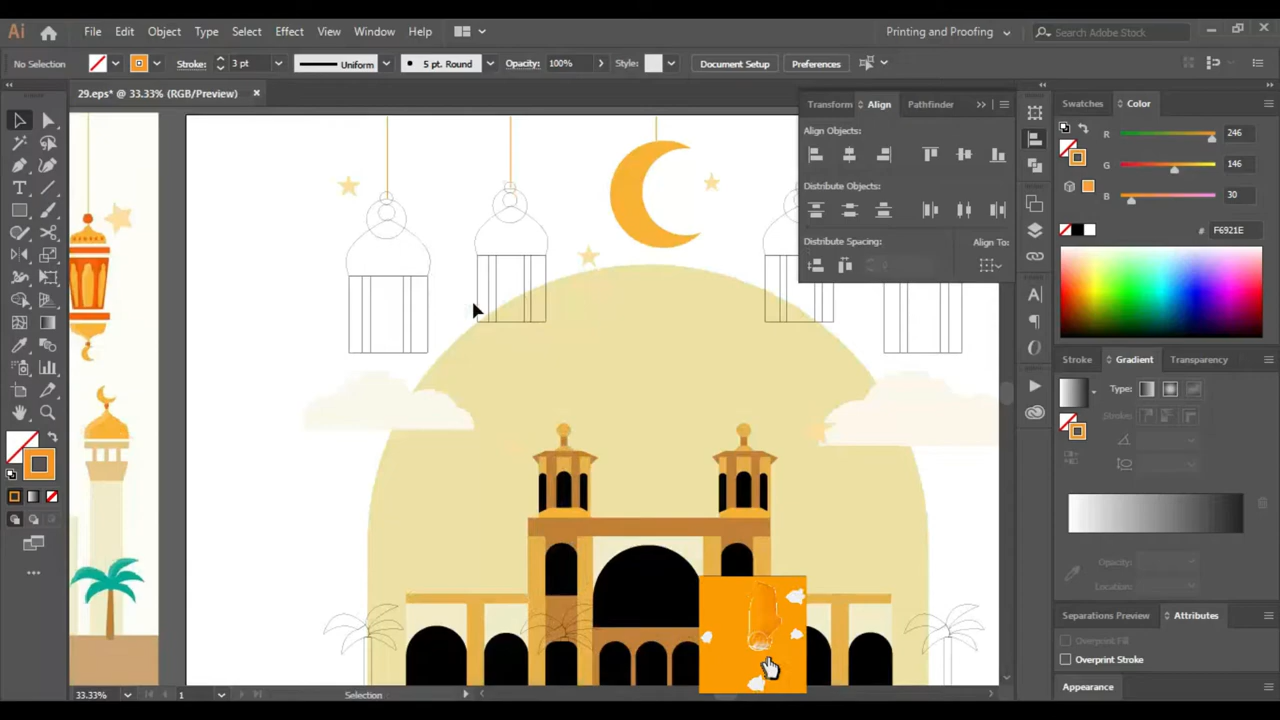 Ai
File Edit Object Type Select Effect View Window Help
Printing and Proofing
Search Adobe Stock
No Selection
Stroke: 3 pt
Uniform
5 pt. Round
Opacity: 100%
Style:
Document Setup
Preferences
29.eps* @ 33.33% (RGB/Preview)
Transform Align Pathfinder
Align Objects:
Distribute Objects:
Distribute Spacing:
Align To:
Swatches Color
R 246
G 146
B 30
# F6921E
Stroke Gradient Transparency
Type:
Stroke:
Opacity:
Location:
Separations Preview Attributes
Overprint Fill
Overprint Stroke
Appearance
33.33% 1 Selection